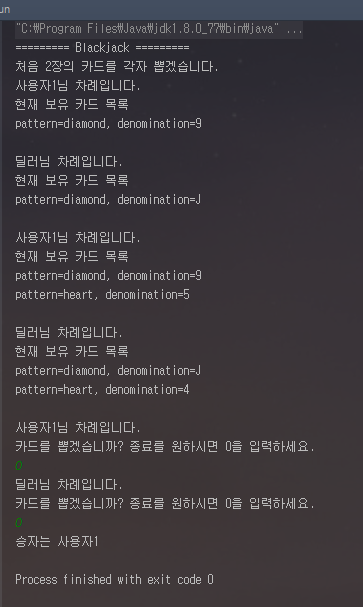 un
"C:\Program Files\Java\jdk1.8.0_77\bin\java" ...
========= Blackjack =========
처음 2장의 카드를 각자 뽑겠습니다.
사용자1님 차례입니다.
현재 보유 카드 목록
pattern=diamond, denomination=9
딜러님 차례입니다.
현재 보유 카드 목록
pattern=diamond, denomination=J
사용자1님 차례입니다.
현재 보유 카드 목록
pattern=diamond, denomination=9
pattern=heart, denomination=5
딜러님 차례입니다.
현재 보유 카드 목록
pattern=diamond, denomination=J
pattern=heart, denomination=4
사용자1님 차례입니다.
카드를 뽑겠습니까? 종료를 원하시면 0을 입력하세요.
0
딜러님 차례입니다.
카드를 뽑겠습니까? 종료를 원하시면 0을 입력하세요.
0
승자는 사용자1
Process finished with exit code 0